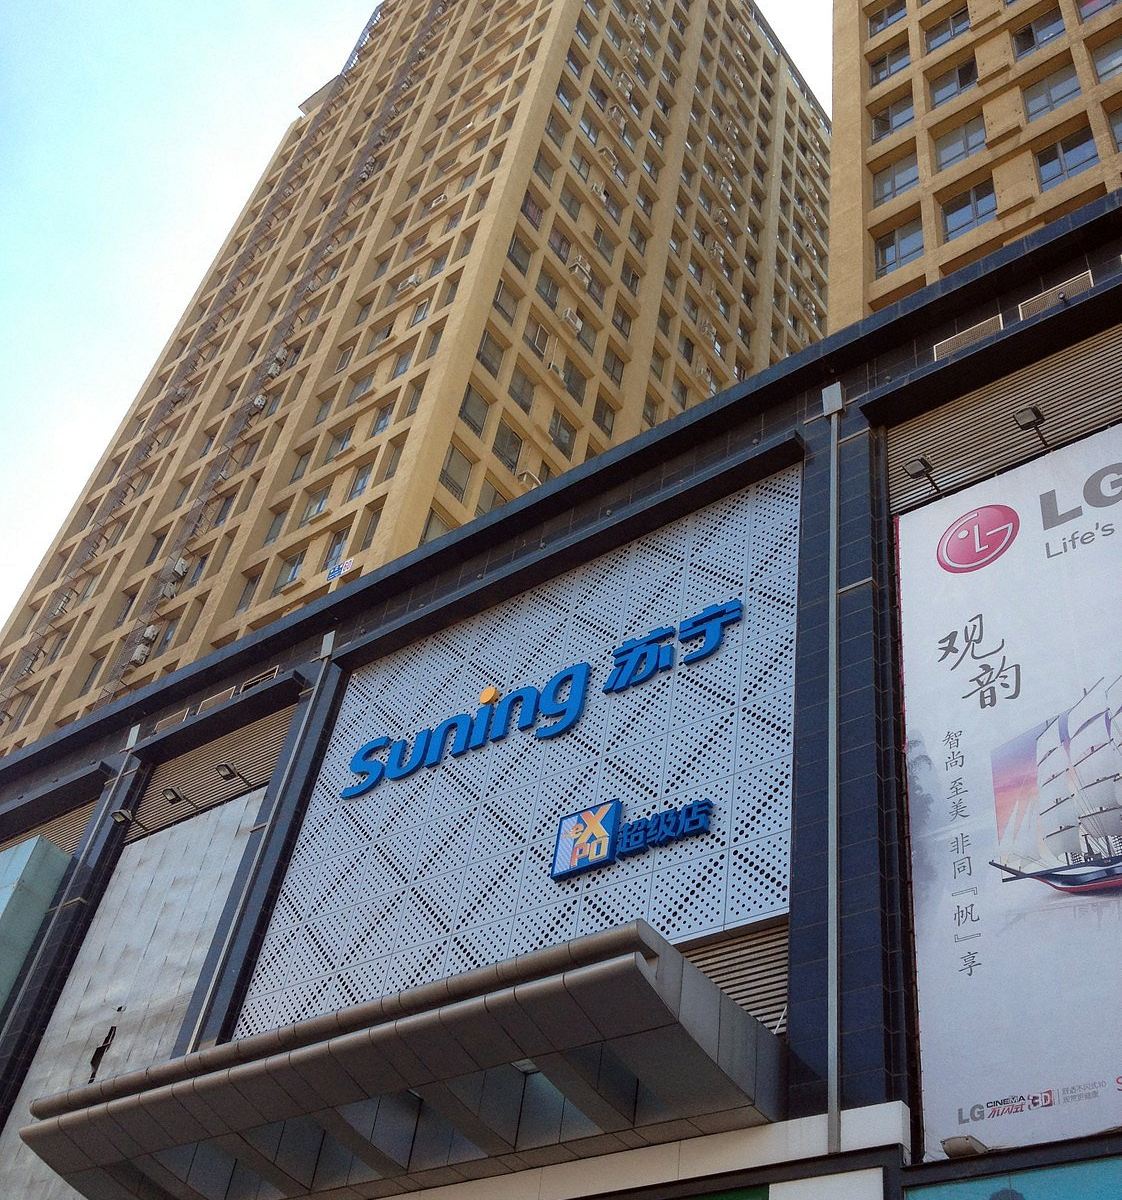 Suning 苏宁
eXPO 超级店
LG
Life's
观韵
智尚至美 非同『帆』享
LG CINEMA 3D